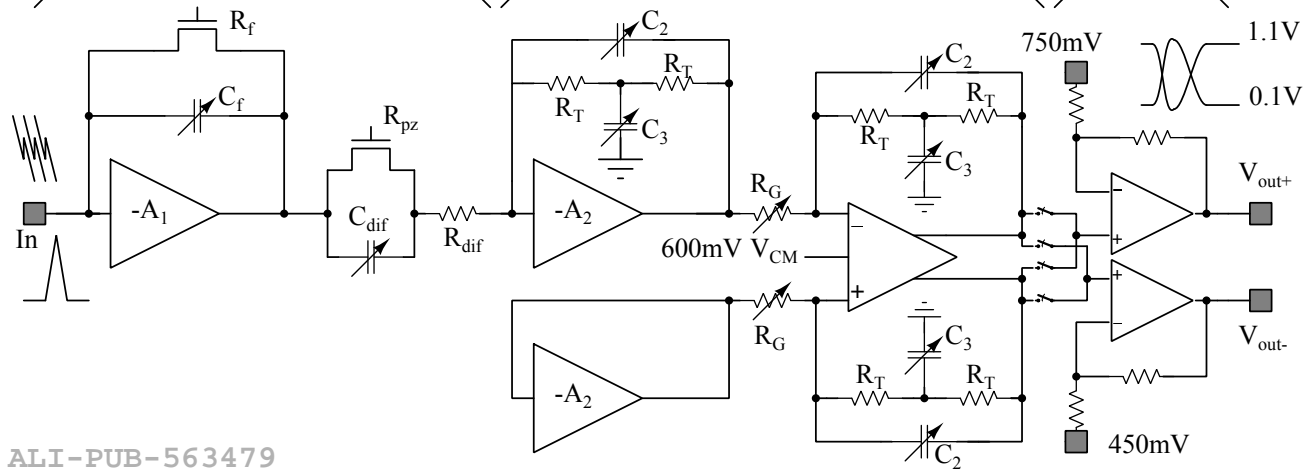 R_f
C_f
In
-A_1
R_pz
C_dif
R_dif
C_2
R_T
R_T
C_3
-A_2
R_G
600mV V_CM
-A_2
R_G
C_2
R_T
R_T
C_3
−
+
C_3
R_T
R_T
C_2
750mV
1.1V
0.1V
−
+
V_out+
+
−
V_out-
450mV
ALI-PUB-563479